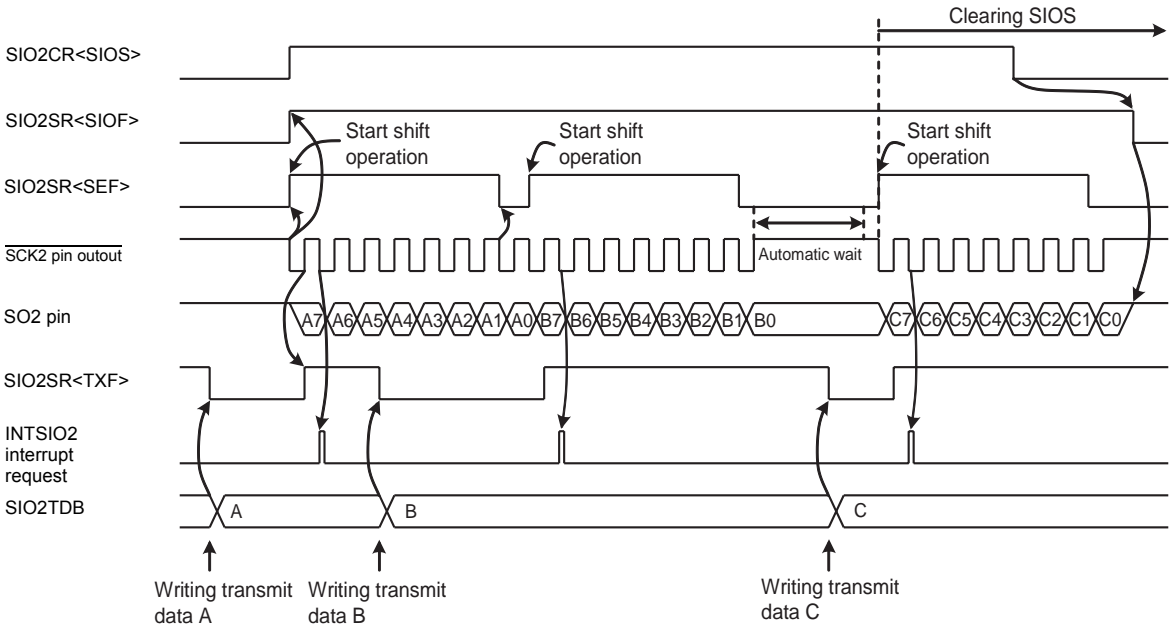 Clearing SIOS
SIO2CR<SIOS>
SIO2SR<SIOF>
Start shift
operation
Start shift
operation
Start shift
operation
SIO2SR<SEF>
SCK2 pin outout
Automatic wait
SO2 pin
A7 A6 A5 A4 A3 A2 A1 A0 B7 B6 B5 B4 B3 B2 B1 B0 C7 C6 C5 C4 C3 C2 C1 C0
SIO2SR<TXF>
INTSIO2
interrupt
request
SIO2TDB
A B C
Writing transmit
data A
Writing transmit
data B
Writing transmit
data C